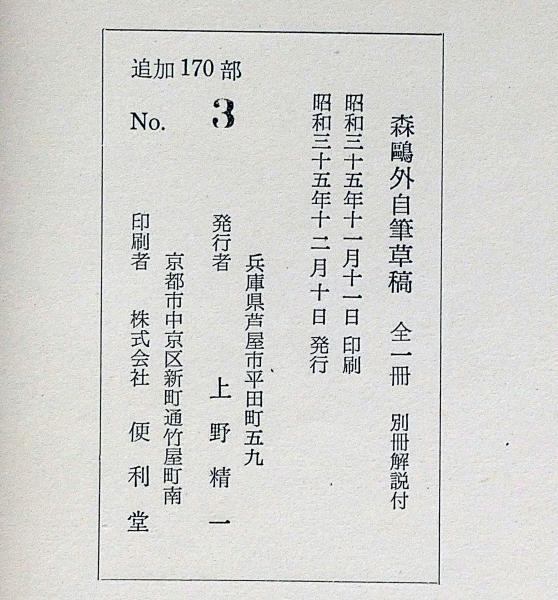 森鷗外自筆草稿 全一冊 別冊解説付
昭和三十五年十一月十一日 印刷
昭和三十五年十二月十日 発行
兵庫県芦屋市平田町五九
発行者 上野精一
京都市中京区新町通竹屋町南
印刷者 株式会社 便利堂
追加170部
No. 3